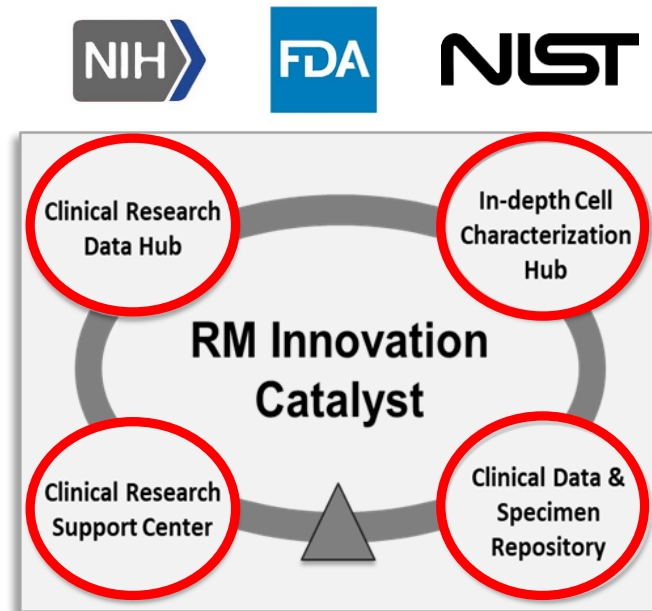 NIH FDA NIST
Clinical Research
Data Hub
In-depth Cell
Characterization
Hub
RM Innovation
Catalyst
Clinical Research
Support Center
Clinical Data &
Specimen
Repository